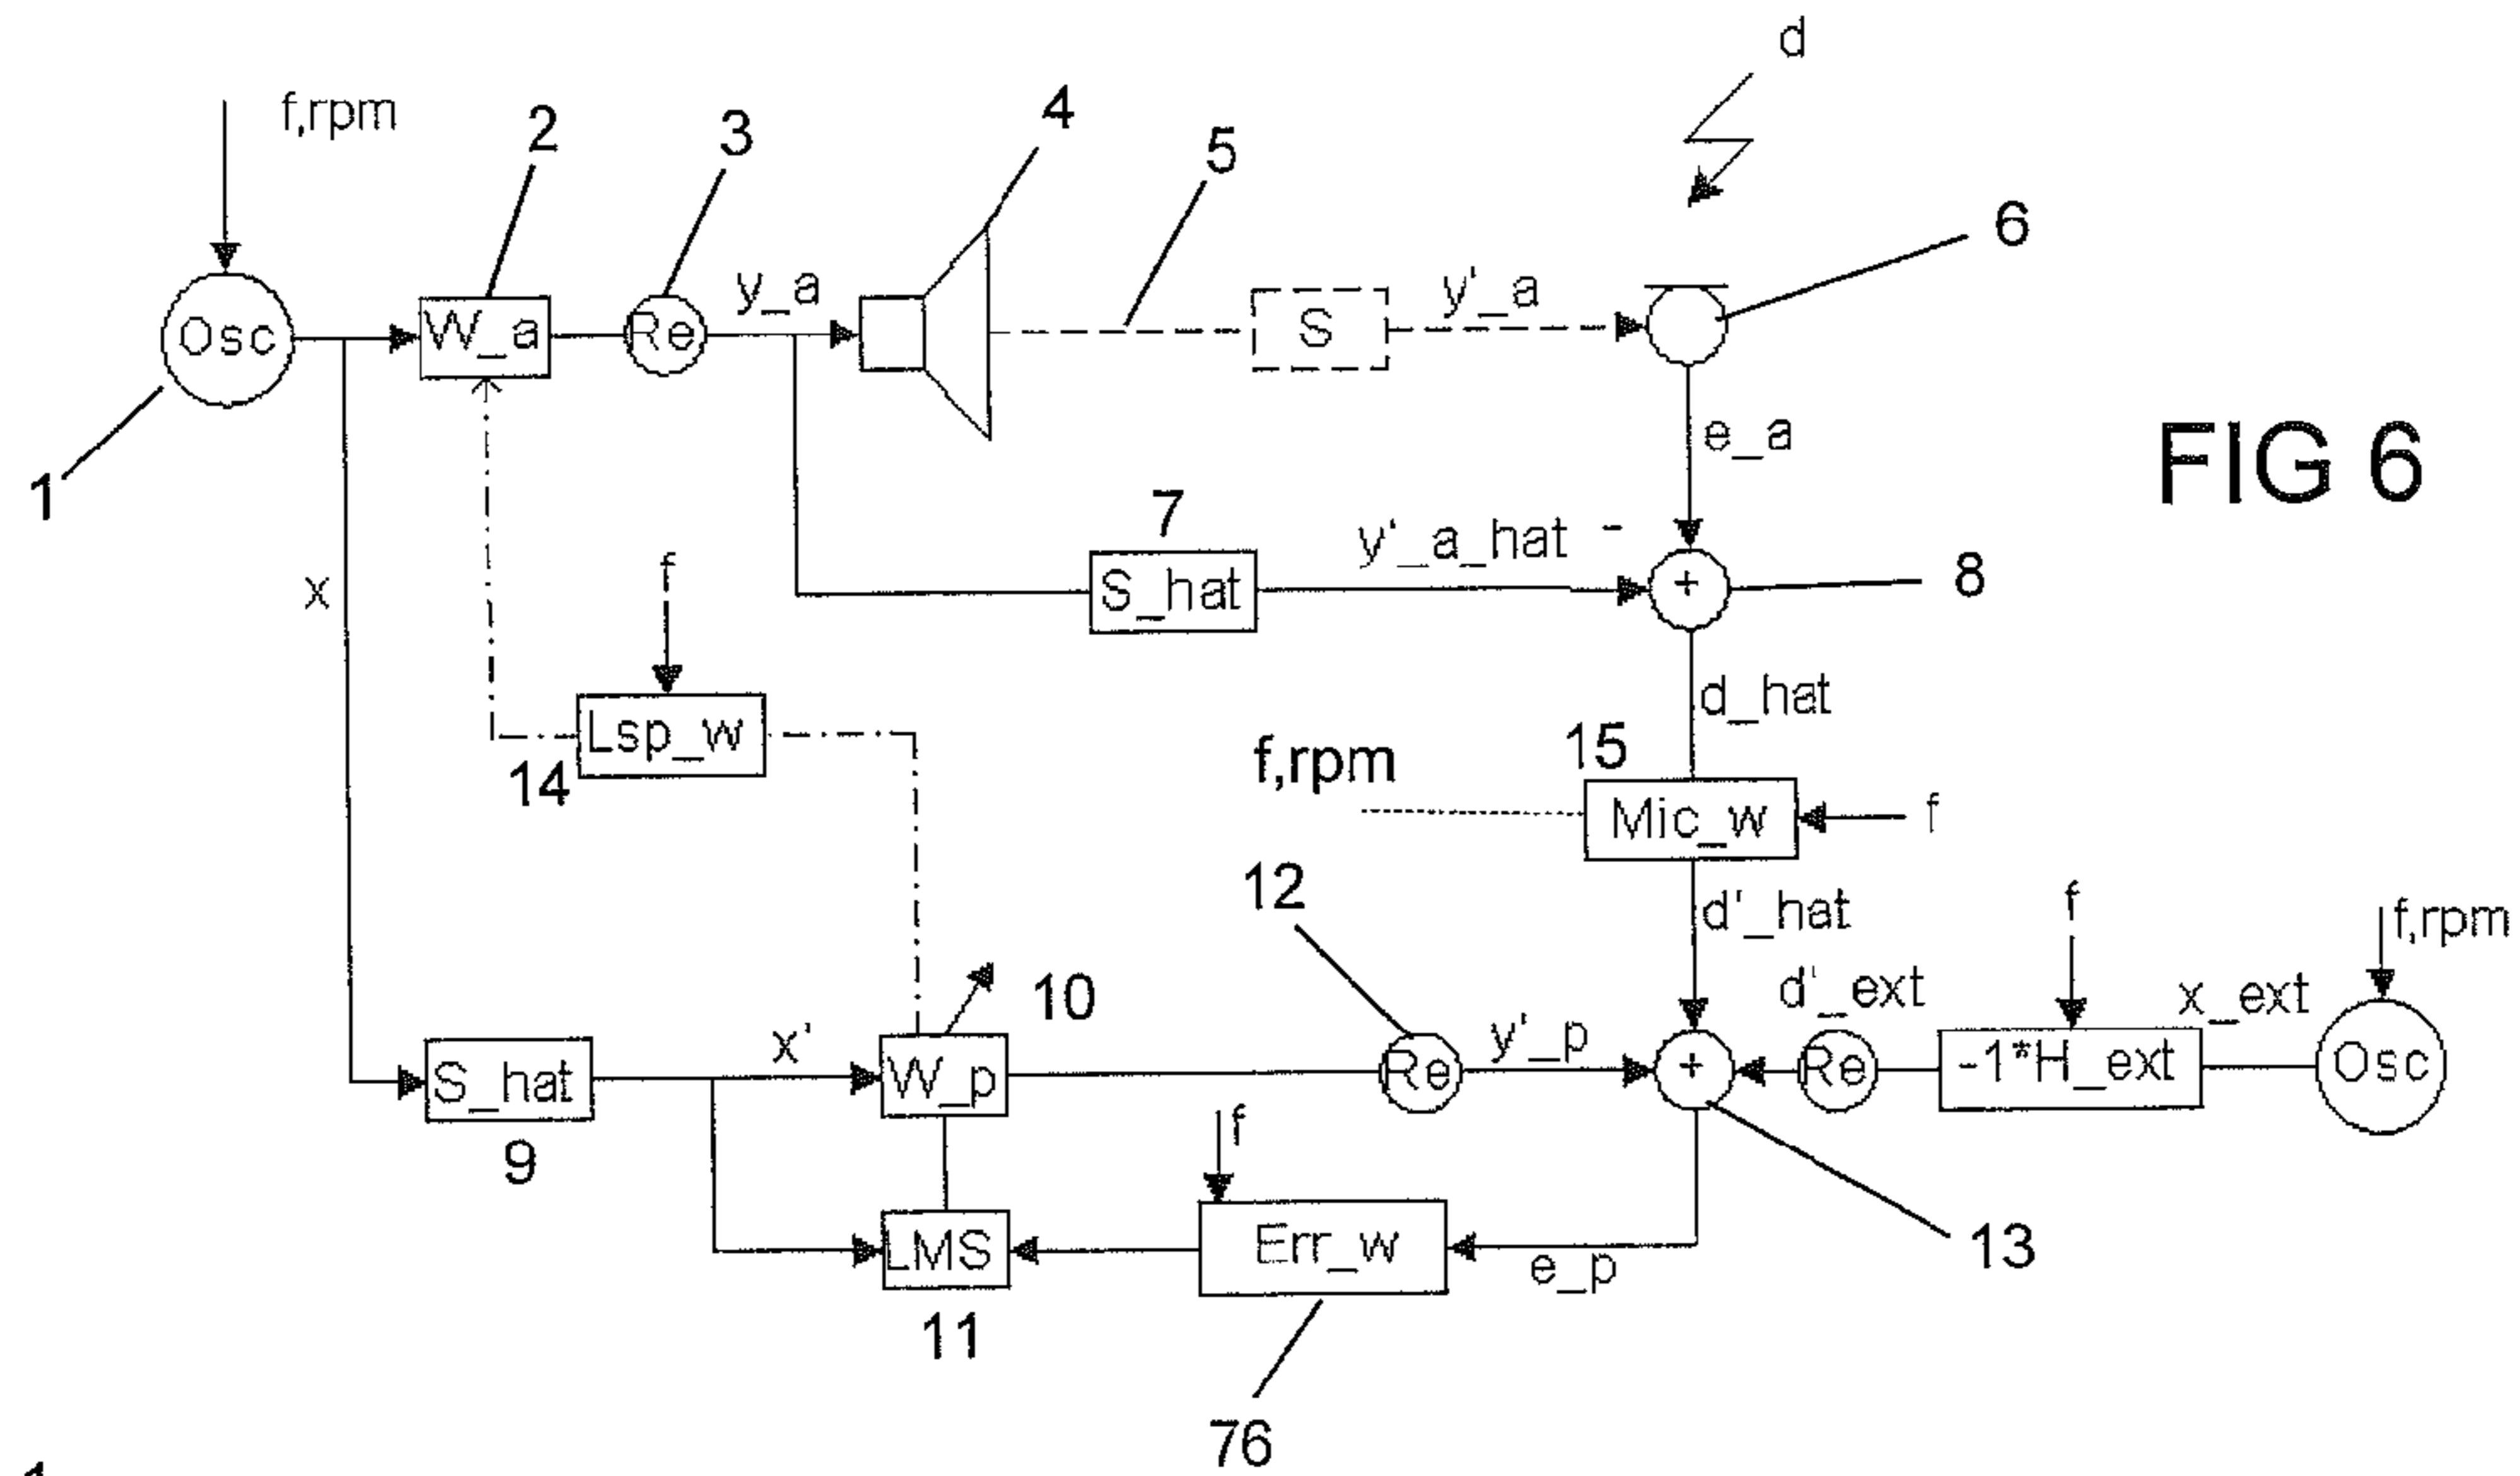 d
f,rpm
2
3
4
5
6
y_a
y'_a
Osc
W_a
Re
S
e_a
FIG 6
1
7
y'_a_hat
-
S_hat
+
8
x
f
d_hat
Lsp_w
14
15
f,rpm
Mic_w
f
12
d'_hat
f
f,rpm
10
d'_ext
x_ext
x'
y'_p
S_hat
W_p
Re
+
Re
-1*H_ext
Osc
9
f
LMS
Err_w
e_p
13
11
76